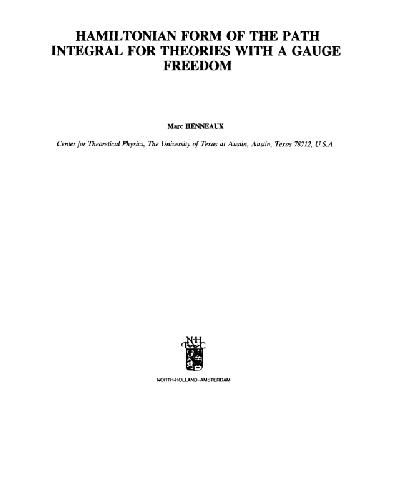 HAMILTONIAN FORM OF THE PATH
INTEGRAL FOR THEORIES WITH A GAUGE
FREEDOM
Marc HENNEAUX
Center for Theoretical Physics, The University of Texas at Austin, Austin, Texas 78712, U.S.A
NH
NORTH-HOLLAND-AMSTERDAM